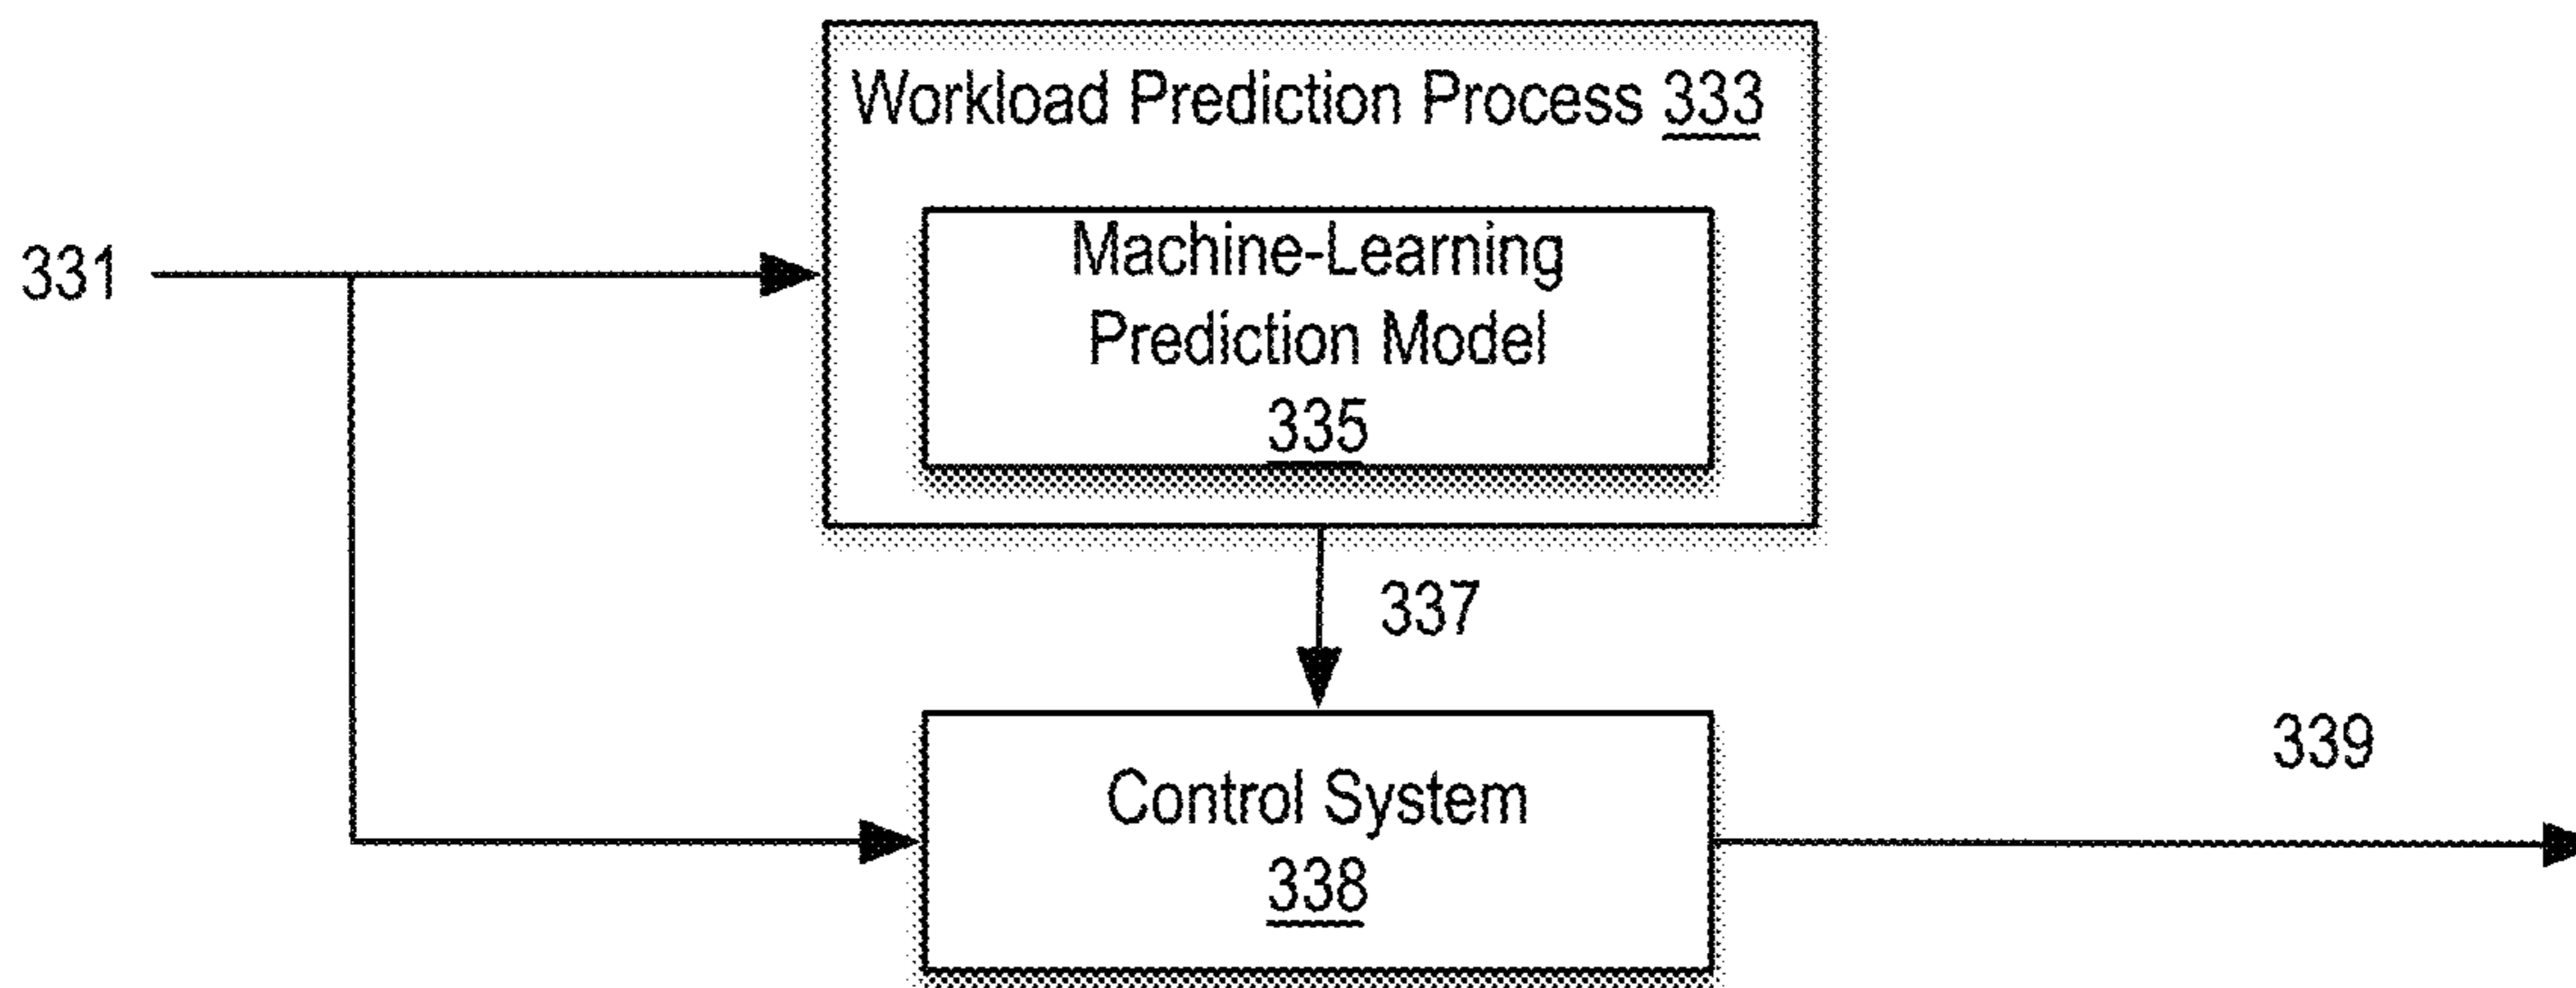 Workload Prediction Process 333
Machine-Learning
Prediction Model
335
331
337
Control System
338
339